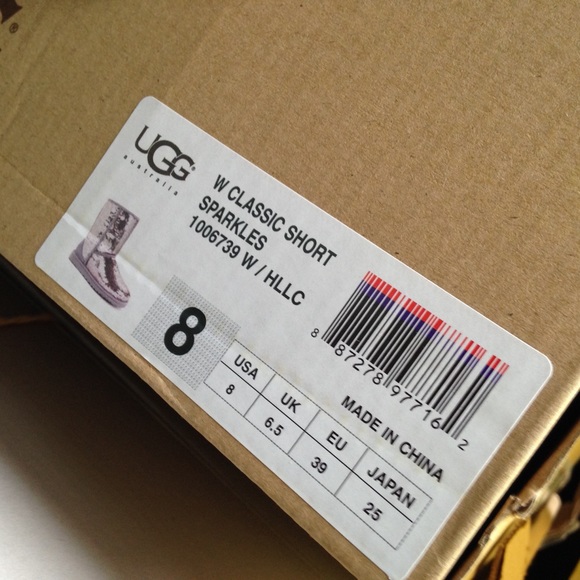 UGG®
australia
W CLASSIC SHORT
SPARKLES
1006739 W / HLLC
8
8 87278 97716 2
MADE IN CHINA
USA UK EU JAPAN
8 6.5 39 25